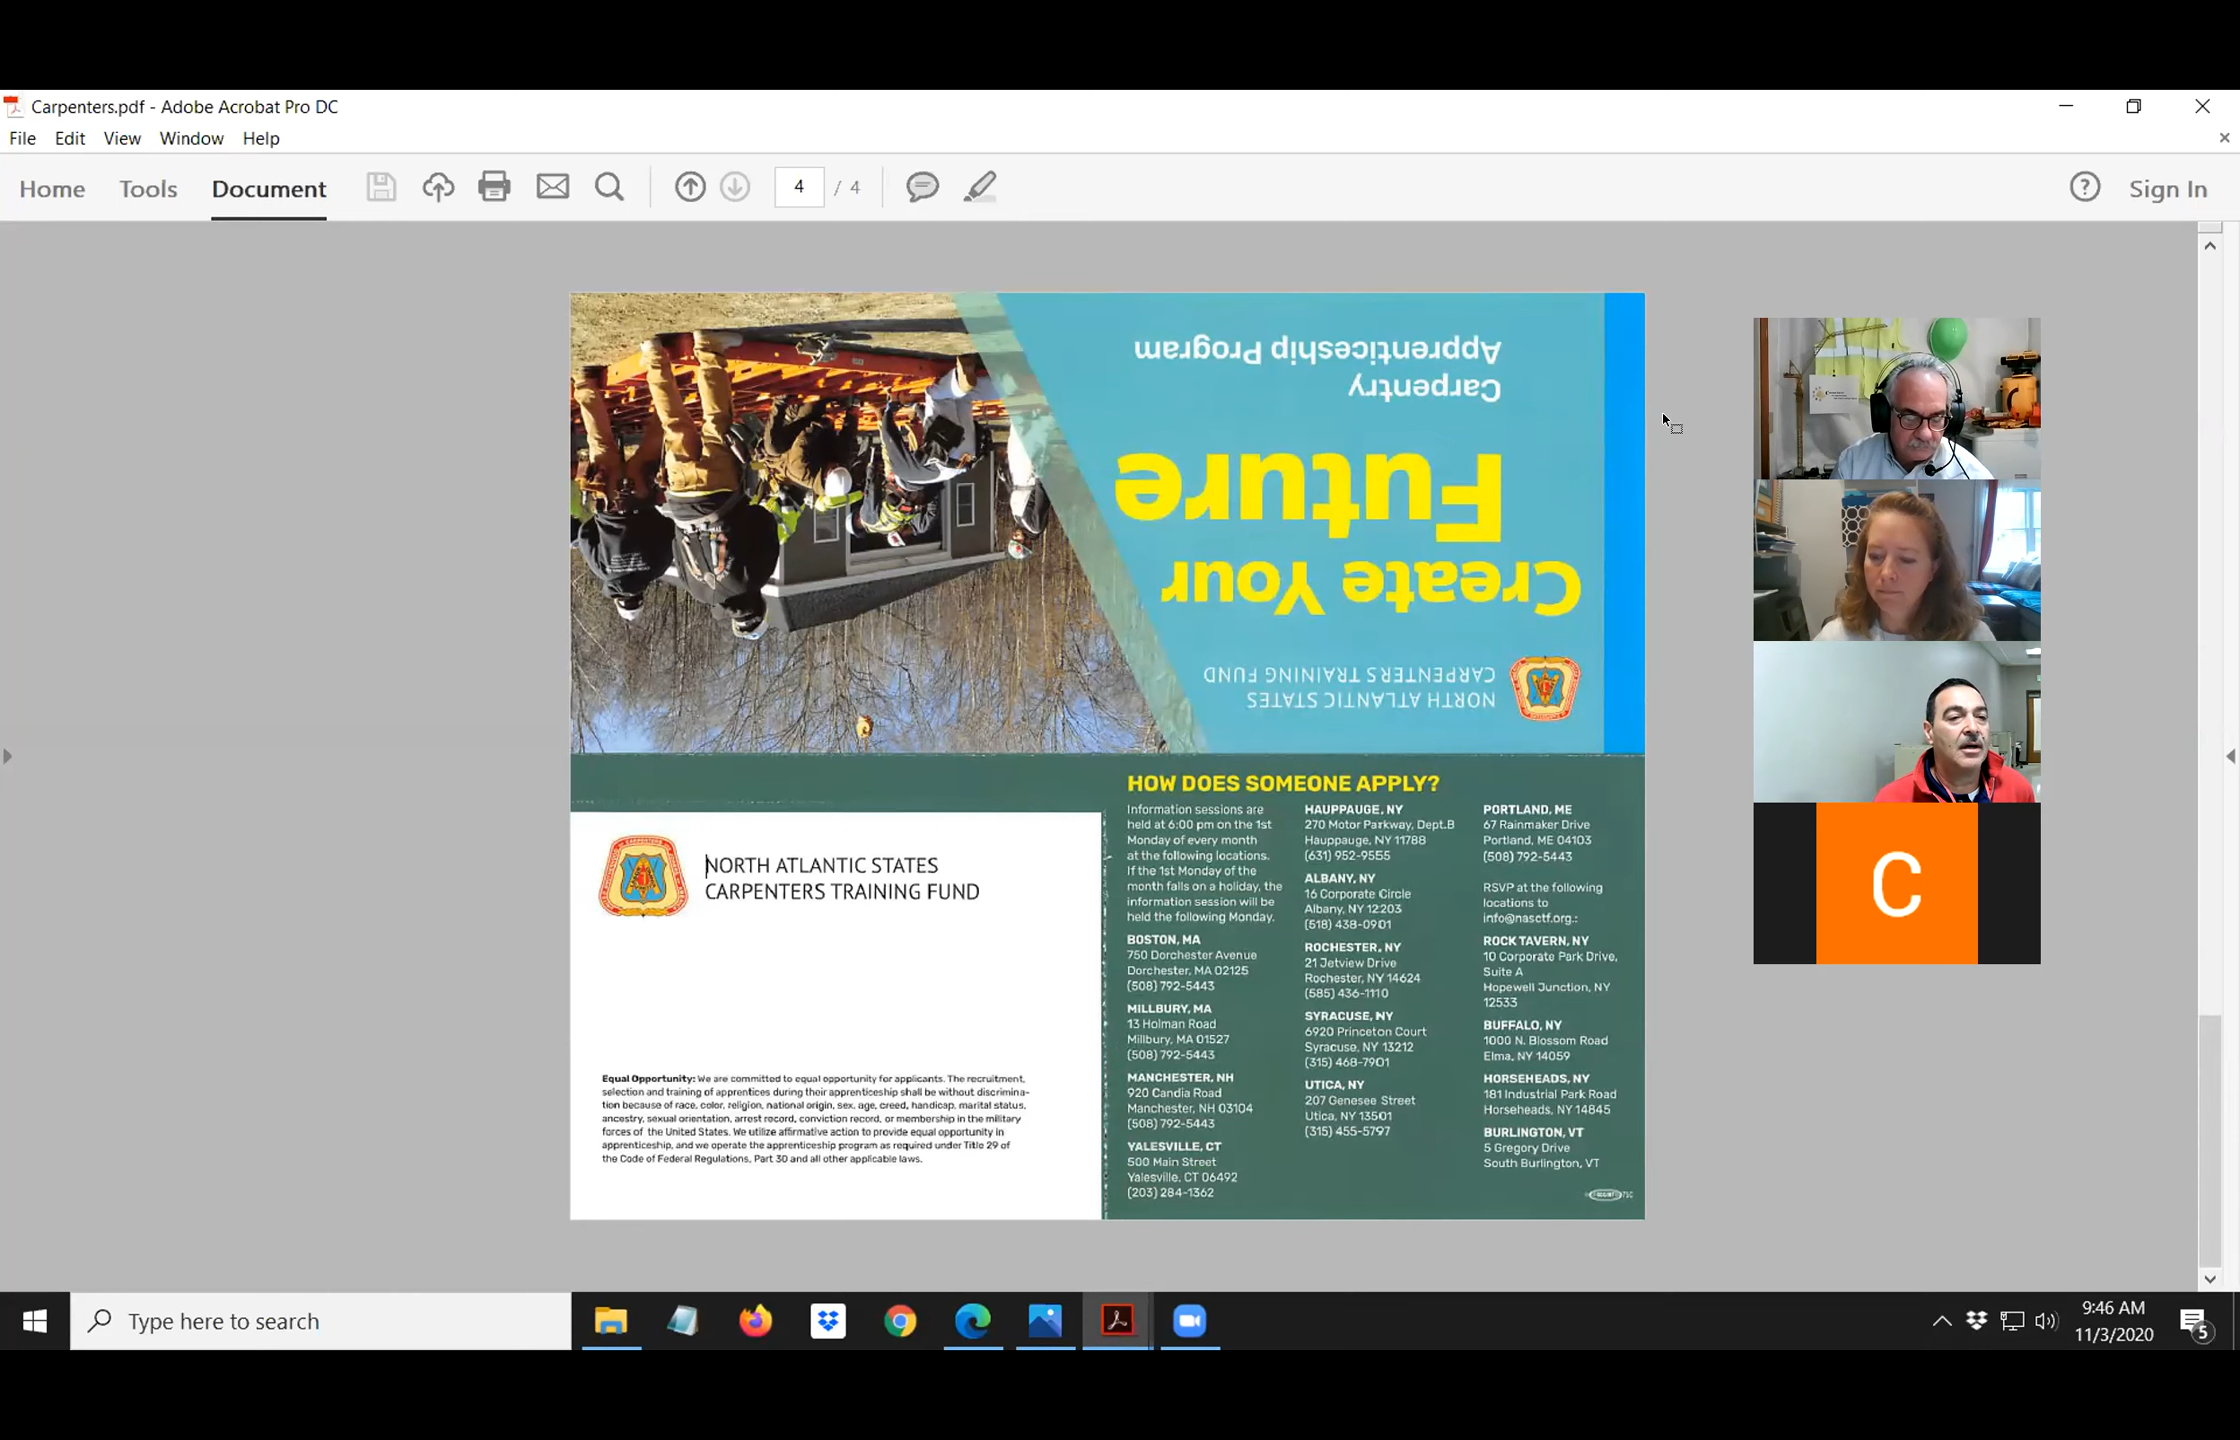 Carpenters.pdf - Adobe Acrobat Pro DC
File Edit View Window Help
Home Tools Document 4 / 4 Sign In
Carpentry
Apprenticeship Program
Create Your
Future
NORTH ATLANTIC STATES
CARPENTERS TRAINING FUND
NORTH ATLANTIC STATES
CARPENTERS TRAINING FUND
Equal Opportunity: We are committed to equal opportunity for applicants. The recruitment,
selection and training of apprentices during their apprenticeship shall be without discrimina-
tion because of race, color, religion, national origin, sex, age, creed, handicap, marital status,
ancestry, sexual orientation, arrest record, conviction record, or membership in the military
forces of the United States. We utilize affirmative action to provide equal opportunity in
apprenticeship, and we operate the apprenticeship program as required under Title 29 of
the Code of Federal Regulations, Part 30 and all other applicable laws.
HOW DOES SOMEONE APPLY?
Information sessions are
held at 6:00 pm on the 1st
Monday of every month
at the following locations.
If the 1st Monday of the
month falls on a holiday, the
information session will be
held the following Monday.
BOSTON, MA
750 Dorchester Avenue
Dorchester, MA 02125
(508) 792-5443
MILLBURY, MA
13 Holman Road
Millbury, MA 01527
(508) 792-5443
MANCHESTER, NH
920 Candia Road
Manchester, NH 03104
(508) 792-5443
YALESVILLE, CT
500 Main Street
Yalesville, CT 06492
(203) 284-1362
HAUPPAUGE, NY
270 Motor Parkway, Dept.B
Hauppauge, NY 11788
(631) 952-9555
ALBANY, NY
16 Corporate Circle
Albany, NY 12203
(518) 438-0901
ROCHESTER, NY
21 Jetview Drive
Rochester, NY 14624
(585) 436-1110
SYRACUSE, NY
6920 Princeton Court
Syracuse, NY 13212
(315) 468-7901
UTICA, NY
207 Genesee Street
Utica, NY 13501
(315) 455-5797
PORTLAND, ME
67 Rainmaker Drive
Portland, ME 04103
(508) 792-5443
RSVP at the following
locations to
info@nasctf.org.:
ROCK TAVERN, NY
10 Corporate Park Drive,
Suite A
Hopewell Junction, NY
12533
BUFFALO, NY
1000 N. Blossom Road
Elma, NY 14059
HORSEHEADS, NY
181 Industrial Park Road
Horseheads, NY 14845
BURLINGTON, VT
5 Gregory Drive
South Burlington, VT
C
Type here to search
9:46 AM
11/3/2020
5